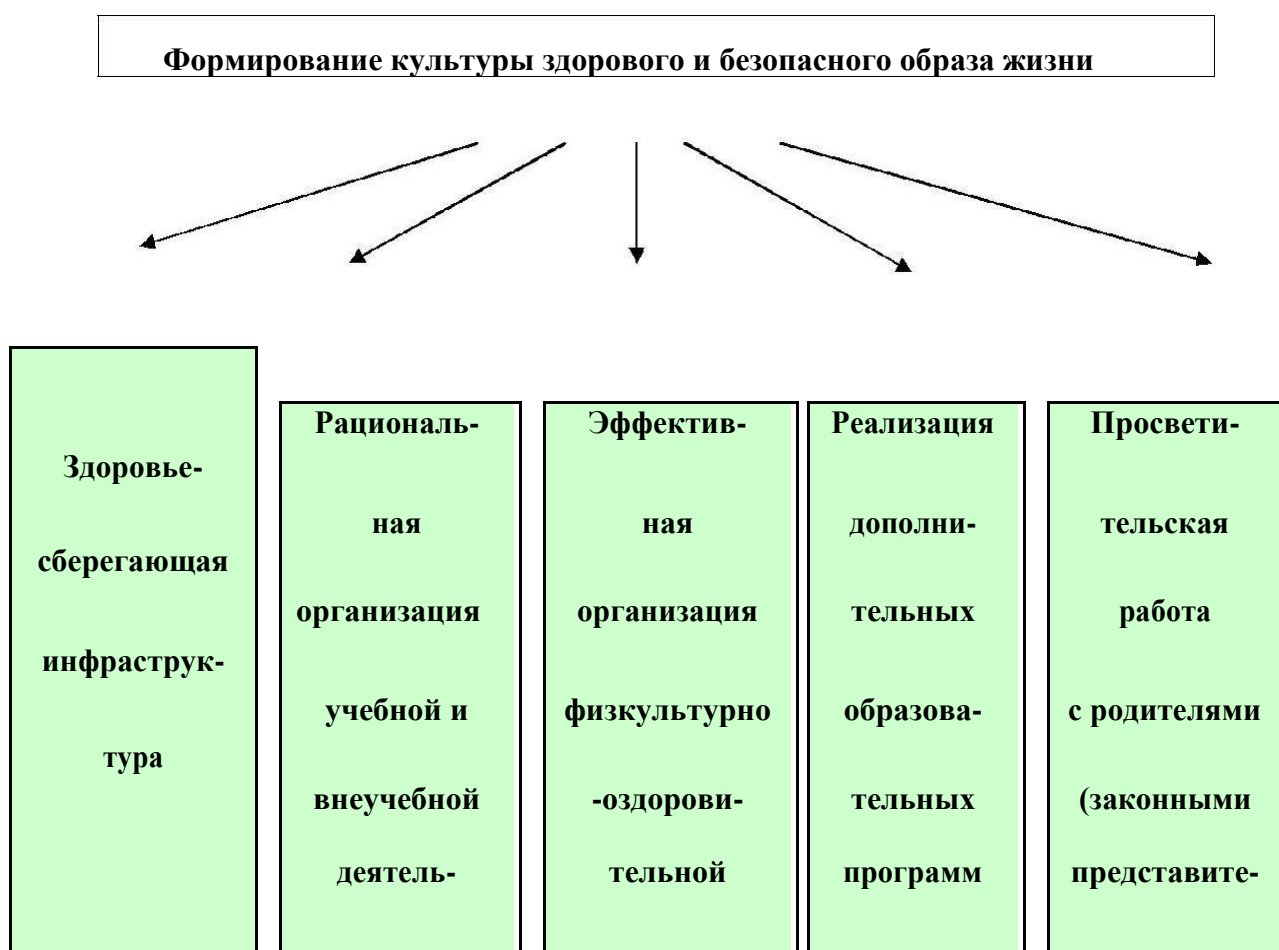 Формирование культуры здорового и безопасного образа жизни
Здоровье-
сберегающая
инфраструк-
тура
Рациональ-
ная
организация
учебной и
внеучебной
деятель-
Эффектив-
ная
организация
физкультурно
-оздорови-
тельной
Реализация
дополни-
тельных
образова-
тельных
программ
Просвети-
тельская
работа
с родителями
(законными
представите-